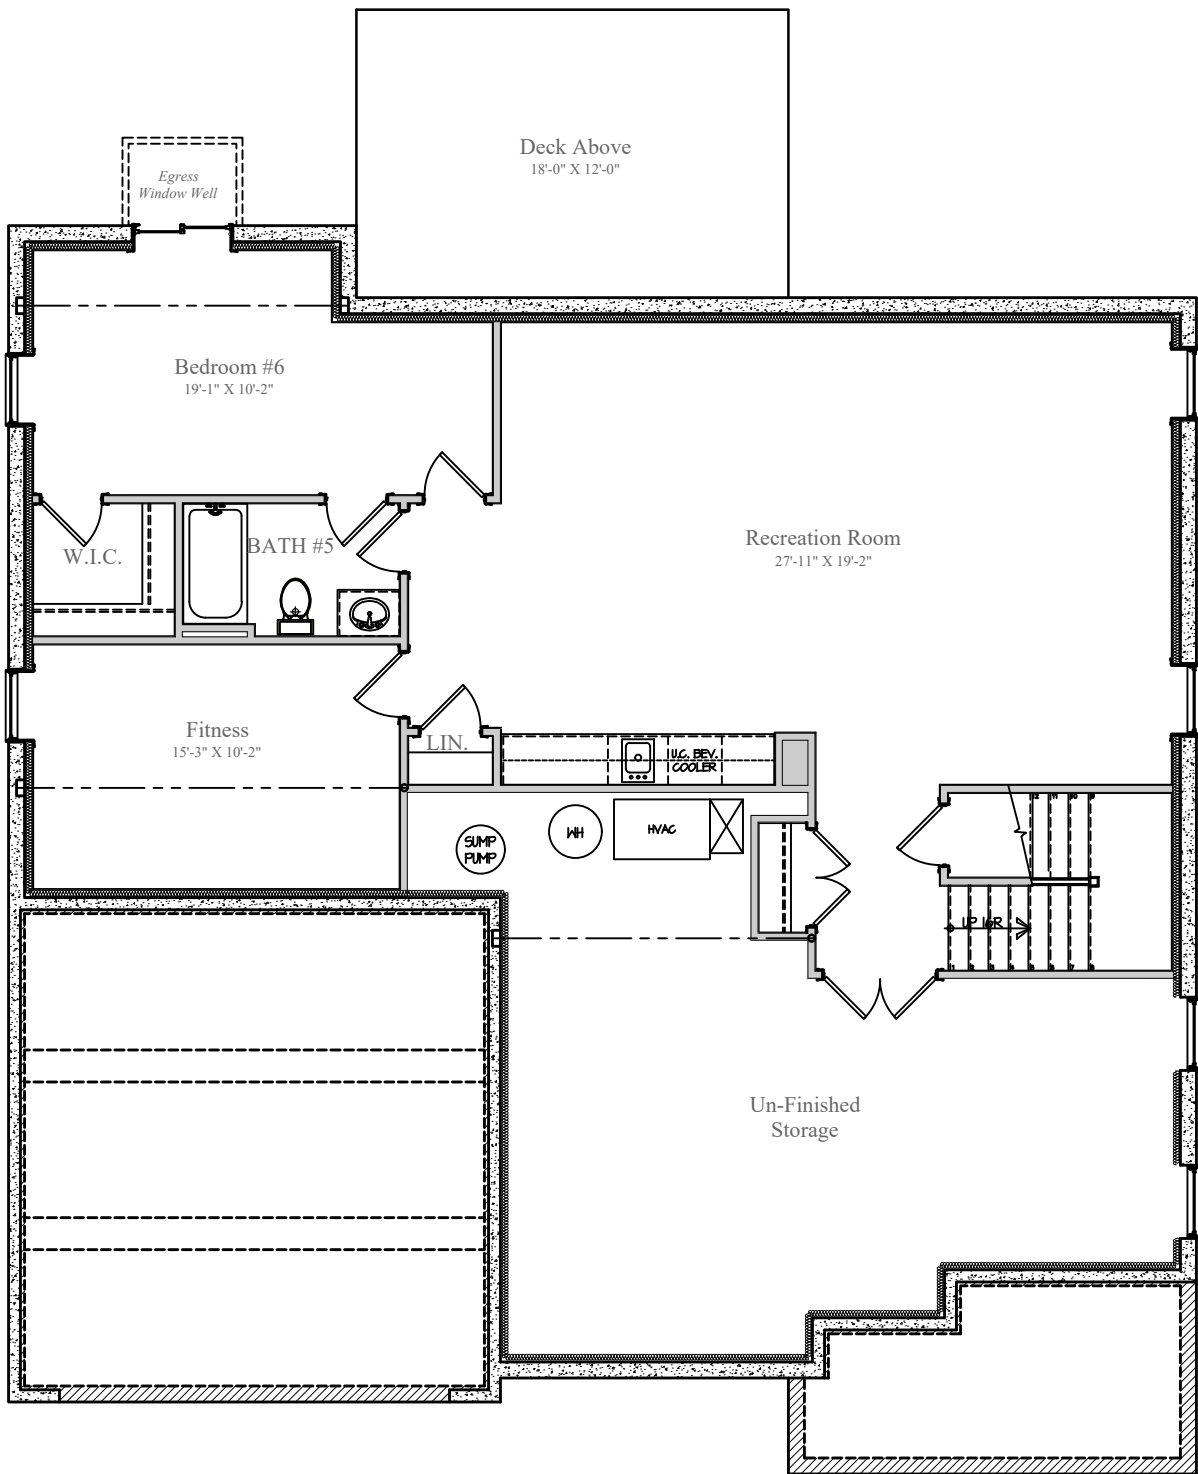 Deck Above
18'-0" X 12'-0"
Egress
Window Well
Bedroom #6
19'-1" X 10'-2"
Recreation Room
27'-11" X 19'-2"
W.I.C.
BATH #5
Fitness
15'-3" X 10'-2"
LIN.
U.C. BEV.
COOLER
SUMP
PUMP
WH
HVAC
UP 16R
Un-Finished
Storage